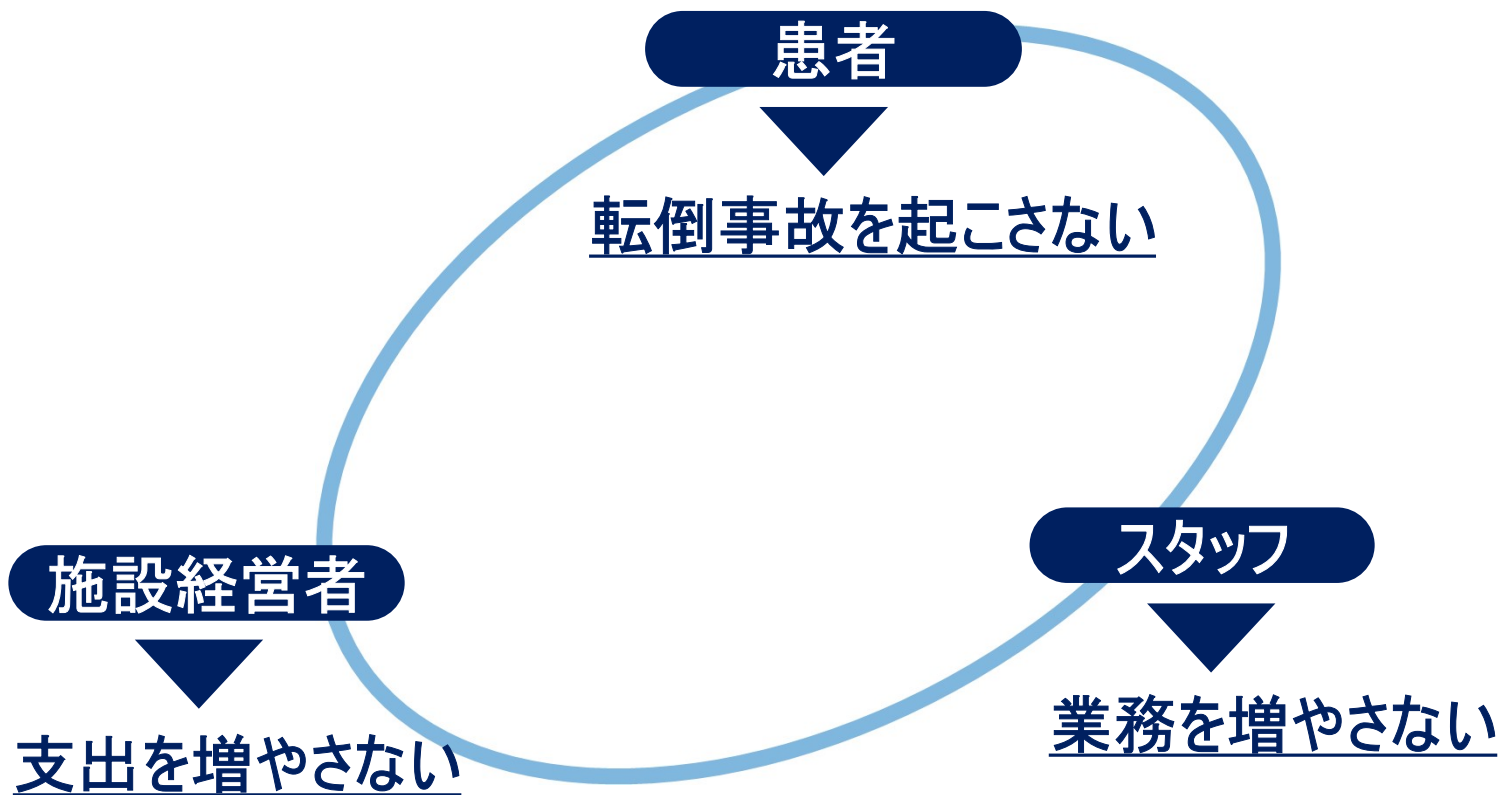 患者
転倒事故を起こさない
スタッフ
業務を増やさない
施設経営者
支出を増やさない